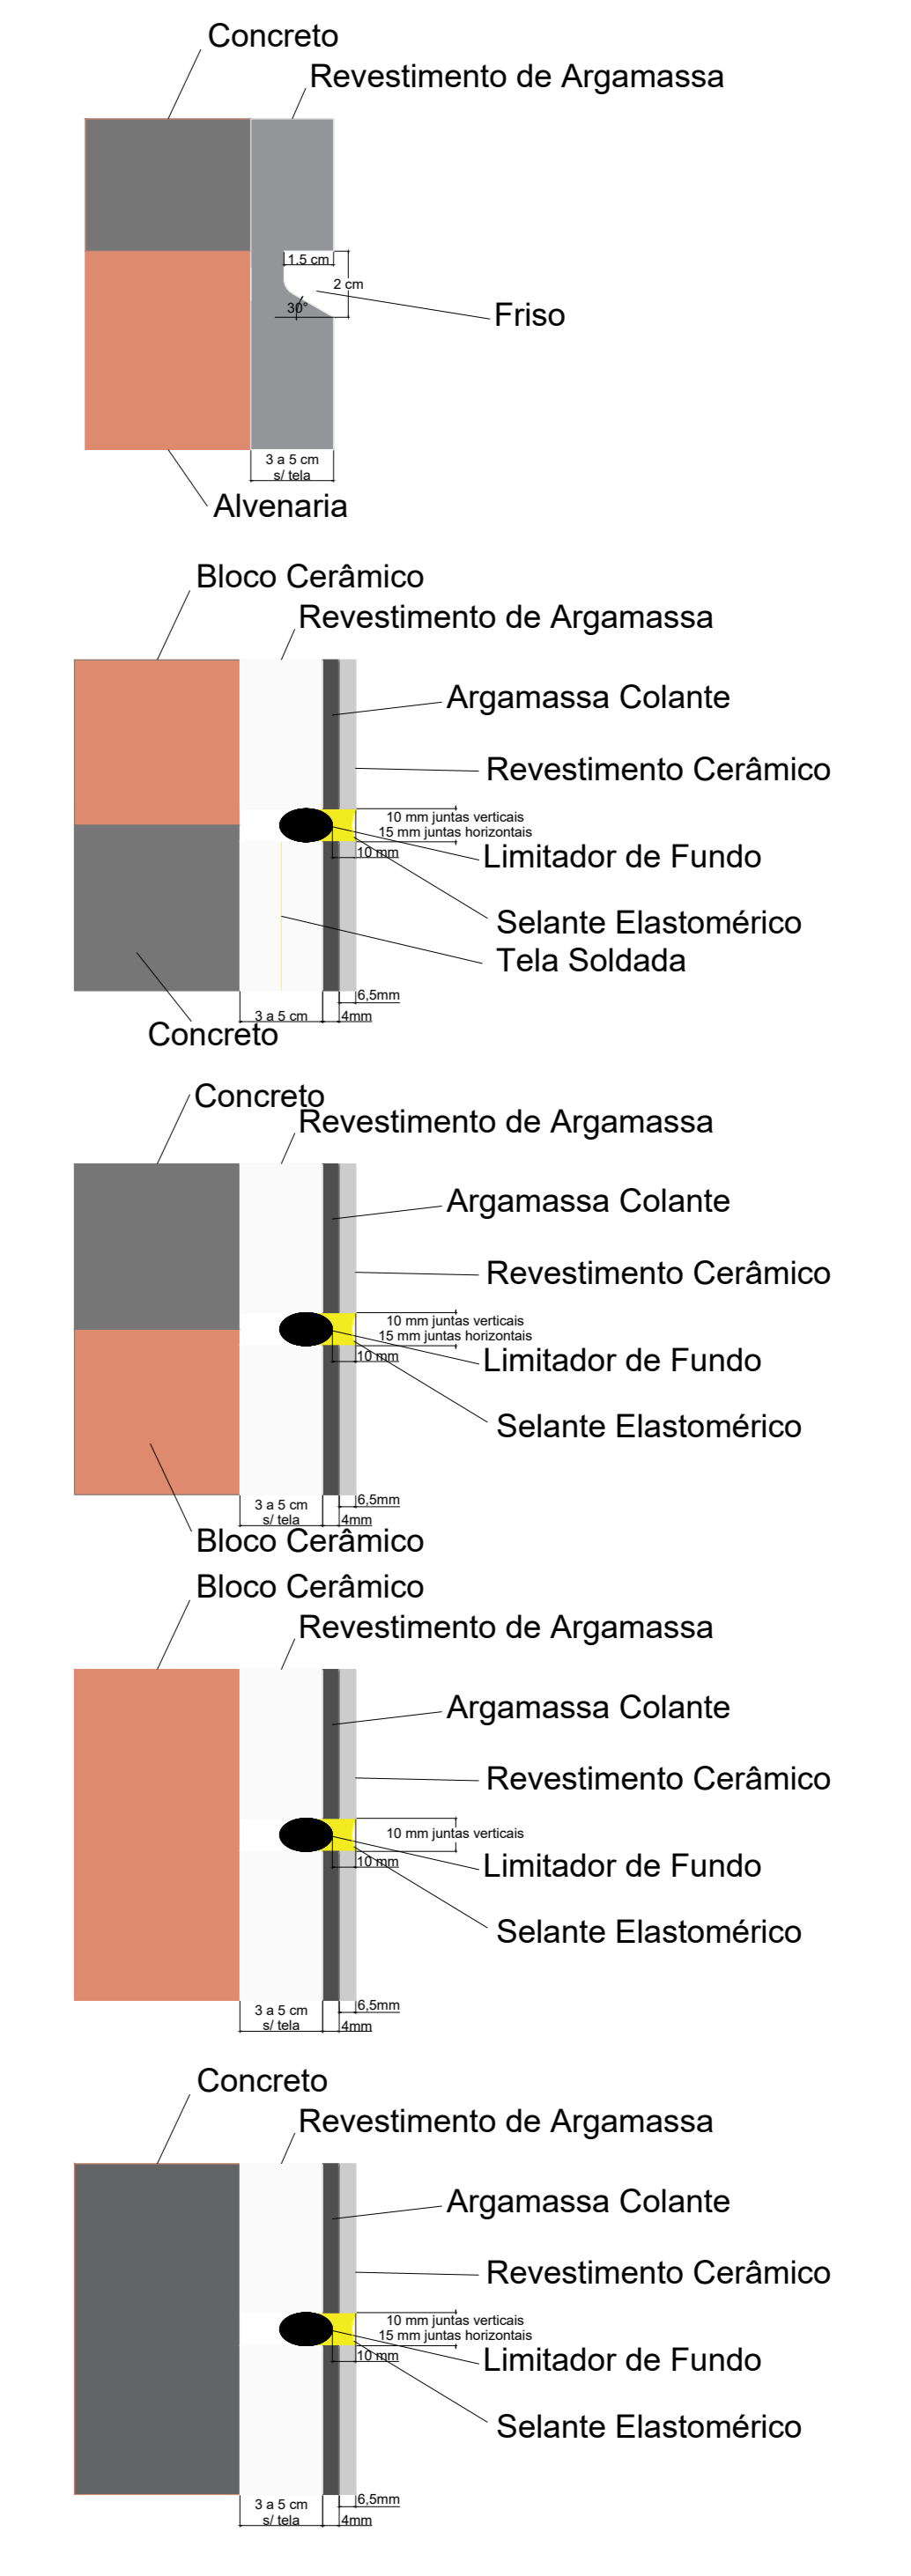 Concreto
Revestimento de Argamassa
1.5 cm
2 cm
30°
Friso
3 a 5 cm
s/ tela
Alvenaria
Bloco Cerâmico
Revestimento de Argamassa
Argamassa Colante
Revestimento Cerâmico
10 mm juntas verticais
15 mm juntas horizontais
10 mm
Limitador de Fundo
Selante Elastomérico
Tela Soldada
6,5mm
3 a 5 cm
4mm
Concreto
Concreto
Revestimento de Argamassa
Argamassa Colante
Revestimento Cerâmico
10 mm juntas verticais
15 mm juntas horizontais
10 mm
Limitador de Fundo
Selante Elastomérico
6,5mm
3 a 5 cm
s/ tela
4mm
Bloco Cerâmico
Bloco Cerâmico
Revestimento de Argamassa
Argamassa Colante
Revestimento Cerâmico
10 mm juntas verticais
10 mm
Limitador de Fundo
Selante Elastomérico
6,5mm
3 a 5 cm
s/ tela
4mm
Concreto
Revestimento de Argamassa
Argamassa Colante
Revestimento Cerâmico
10 mm juntas verticais
15 mm juntas horizontais
10 mm
Limitador de Fundo
Selante Elastomérico
6,5mm
3 a 5 cm
s/ tela
4mm